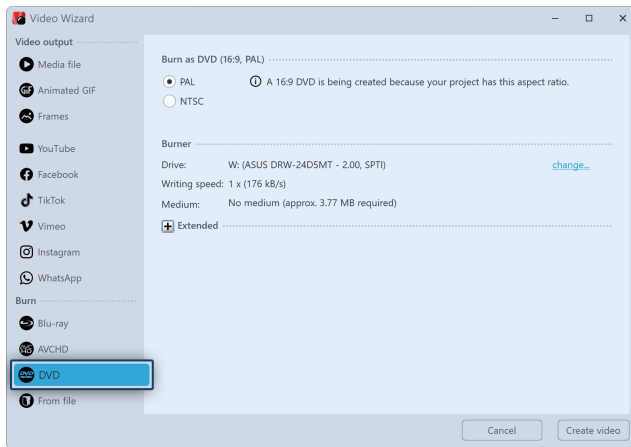 Video Wizard
Video output
Media file
GIF Animated GIF
Frames
YouTube
Facebook
TikTok
Vimeo
Instagram
WhatsApp
Burn
Blu-ray
AVCHD
DVD DVD
From file
Burn as DVD (16:9, PAL)
PAL
A 16:9 DVD is being created because your project has this aspect ratio.
NTSC
Burner
Drive: W: (ASUS DRW-24D5MT - 2.00, SPTI) change...
Writing speed: 1 x (176 kB/s)
Medium: No medium (approx. 3.77 MB required)
Extended
Cancel Create video